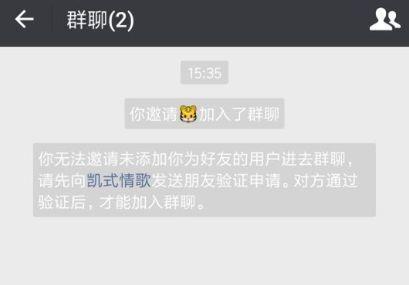 群聊(2)
15:35
你邀请🐯加入了群聊
你无法邀请未添加你为好友的用户进去群聊，
请先向凯式情歌发送朋友验证申请。对方通过
验证后，才能加入群聊。